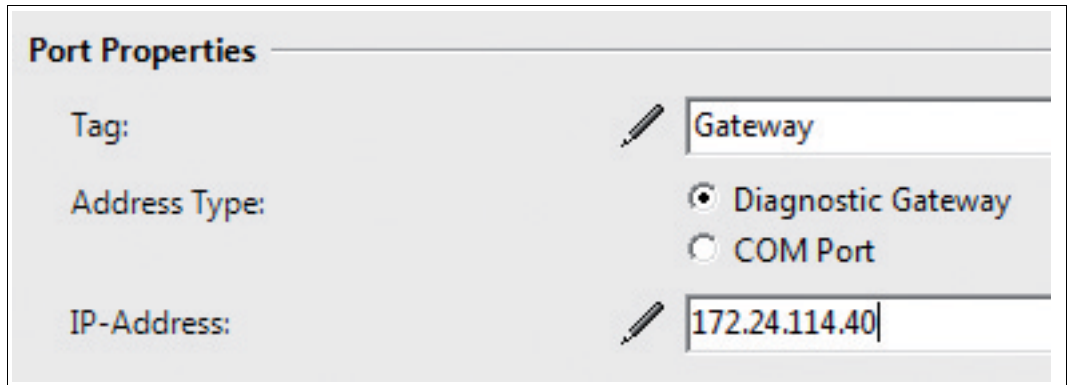 Port Properties
Tag:
Gateway
Address Type:
Diagnostic Gateway
COM Port
IP-Address:
172.24.114.40